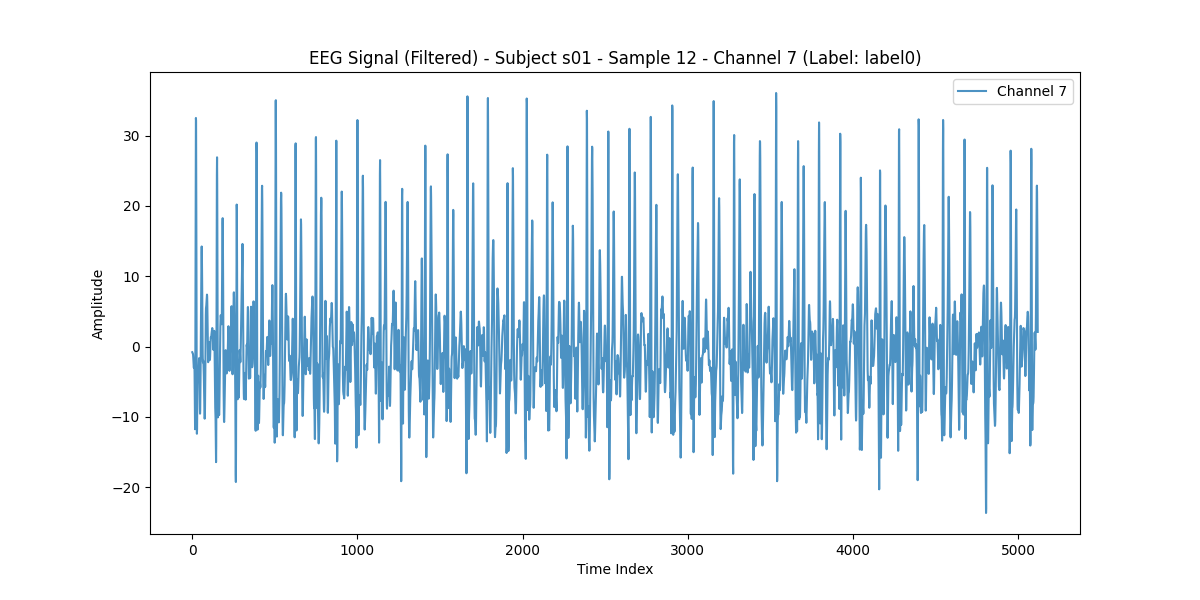 EEG Signal (Filtered) - Subject s01 - Sample 12 - Channel 7 (Label: label0)
Channel 7
30
20
10
0
−10
−20
Amplitude
0 1000 2000 3000 4000 5000
Time Index